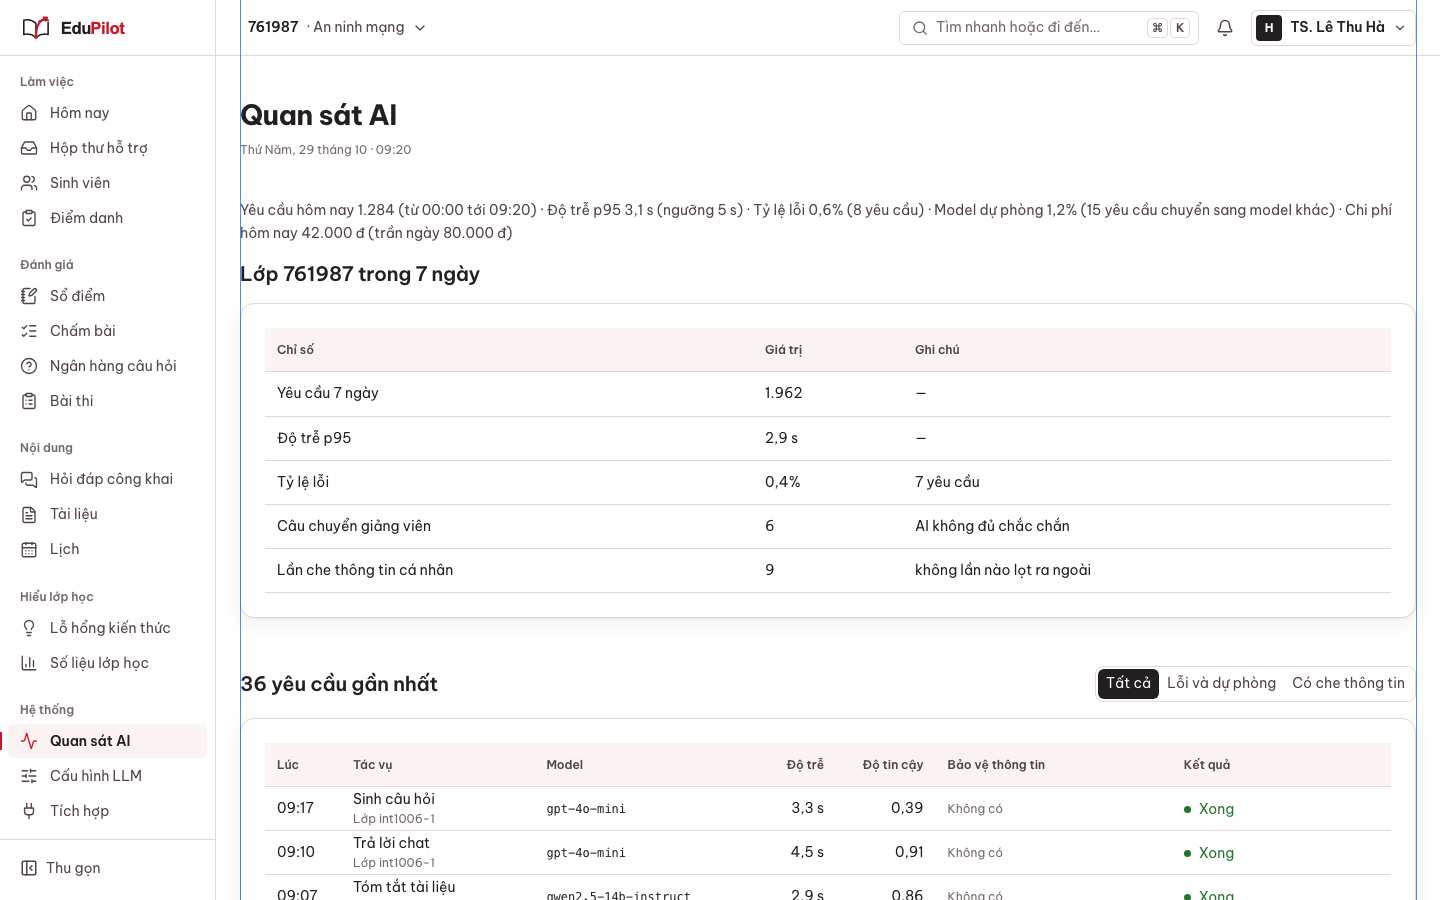 EduPilot
761987 · An ninh mạng
Tìm nhanh hoặc đi đến...
⌘ K
H TS. Lê Thu Hà
Làm việc
Hôm nay
Hộp thư hỗ trợ
Sinh viên
Điểm danh
Đánh giá
Sổ điểm
Chấm bài
Ngân hàng câu hỏi
Bài thi
Nội dung
Hỏi đáp công khai
Tài liệu
Lịch
Hiểu lớp học
Lỗ hổng kiến thức
Số liệu lớp học
Hệ thống
Quan sát AI
Cấu hình LLM
Tích hợp
Thu gọn
Quan sát AI
Thứ Năm, 29 tháng 10 · 09:20
Yêu cầu hôm nay 1.284 (từ 00:00 tới 09:20) · Độ trễ p95 3,1 s (ngưỡng 5 s) · Tỷ lệ lỗi 0,6% (8 yêu cầu) · Model dự phòng 1,2% (15 yêu cầu chuyển sang model khác) · Chi phí
hôm nay 42.000 đ (trần ngày 80.000 đ)
Lớp 761987 trong 7 ngày
Chỉ số Giá trị Ghi chú
Yêu cầu 7 ngày 1.962 —
Độ trễ p95 2,9 s —
Tỷ lệ lỗi 0,4% 7 yêu cầu
Câu chuyển giảng viên 6 AI không đủ chắc chắn
Lần che thông tin cá nhân 9 không lần nào lọt ra ngoài
36 yêu cầu gần nhất
Tất cả Lỗi và dự phòng Có che thông tin
Lúc Tác vụ Model Độ trễ Độ tin cậy Bảo vệ thông tin Kết quả
09:17 Sinh câu hỏi gpt-4o-mini 3,3 s 0,39 Không có Xong
Lớp int1006-1
09:10 Trả lời chat gpt-4o-mini 4,5 s 0,91 Không có Xong
Lớp int1006-1
09:07 Tóm tắt tài liệu qwen2.5-14b-instruct 2,9 s 0,86 Không có Xong